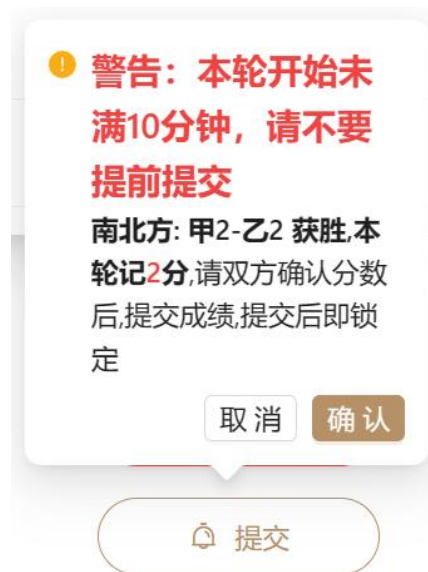 警告：本轮开始未
满10分钟，请不要
提前提交
南北方: 甲2-乙2 获胜,本
轮记2分,请双方确认分数
后,提交成绩,提交后即锁
定
取 消 确 认
提交